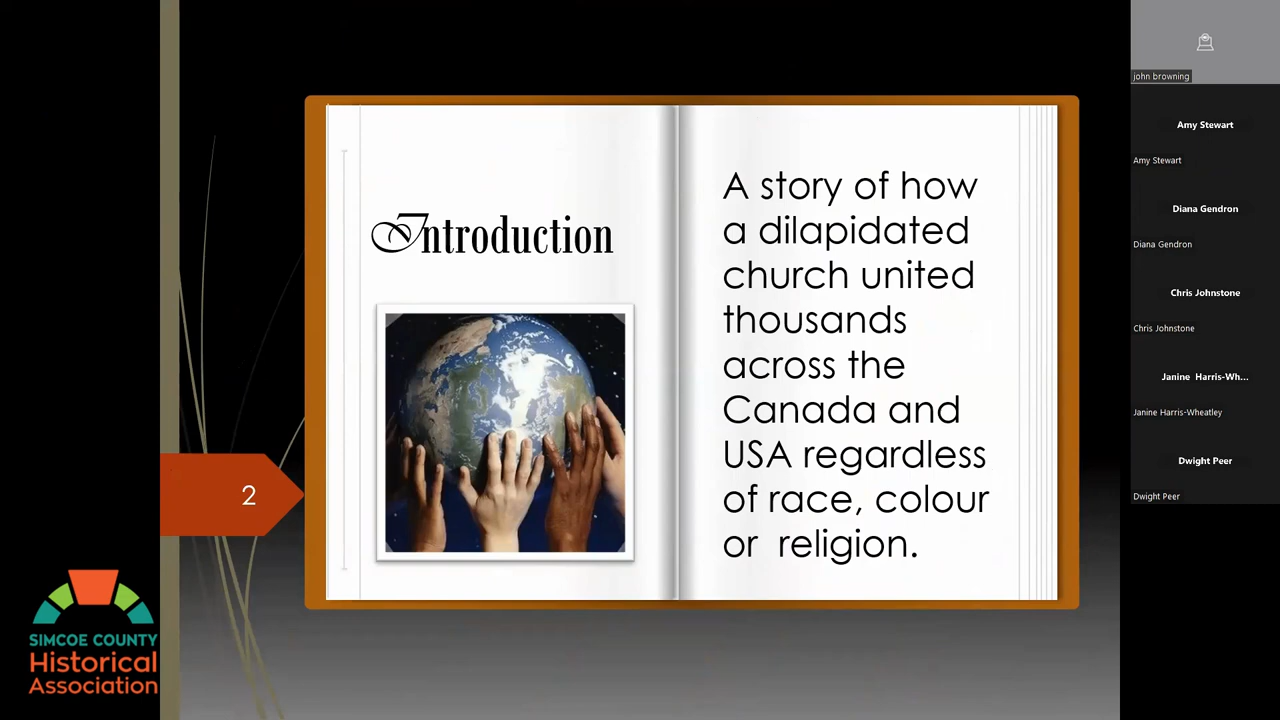 Introduction
A story of how
a dilapidated
church united
thousands
across the
Canada and
USA regardless
of race, colour
or religion.
2
SIMCOE COUNTY
Historical
Association
john browning
Amy Stewart
Amy Stewart
Diana Gendron
Diana Gendron
Chris Johnstone
Chris Johnstone
Janine Harris-Wh...
Janine Harris-Wheatley
Dwight Peer
Dwight Peer